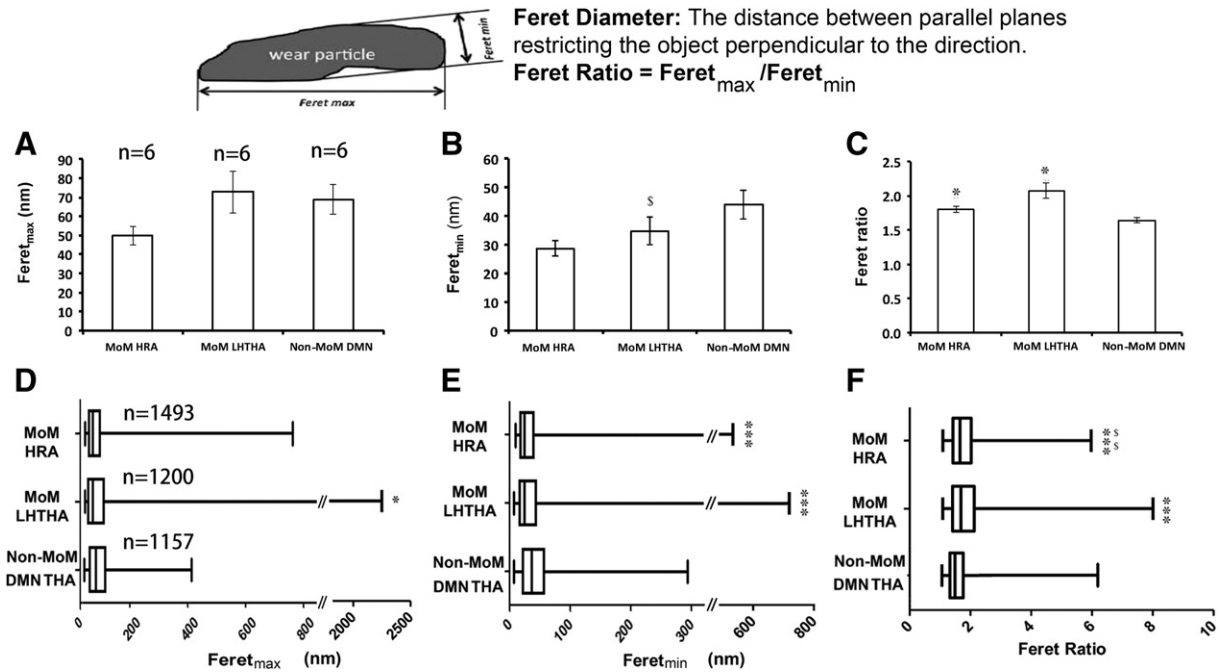 Feret Diameter: The distance between parallel planes
restricting the object perpendicular to the direction.
Feret Ratio = Feretmax /Feretmin
wear particle
Feret min
Feret max
A
n=6 n=6 n=6
90
80
70
60
50
40
30
20
10
0
Feretmax (nm)
MoM HRA MoM LHTHA Non-MoM DMN
B
60
50
40
30
20
10
0
Feretmin (nm)
$
MoM HRA MoM LHTHA Non-MoM DMN
C
2.5
2.0
1.5
1.0
0.5
0.0
Feret ratio
* *
MoM HRA MoM LHTHA Non-MoM DMN
D
MoM
HRA
n=1493
MoM
LHTHA
n=1200
*
Non-MoM
DMN THA
n=1157
0 200 400 600 800 2000 2500
Feretmax (nm)
E
MoM
HRA
***
MoM
LHTHA
***
Non-MoM
DMN THA
0 100 200 300 600 800
Feretmin (nm)
F
MoM
HRA
***
$$
MoM
LHTHA
***
Non-MoM
DMN THA
0 2 4 6 8 10
Feret Ratio